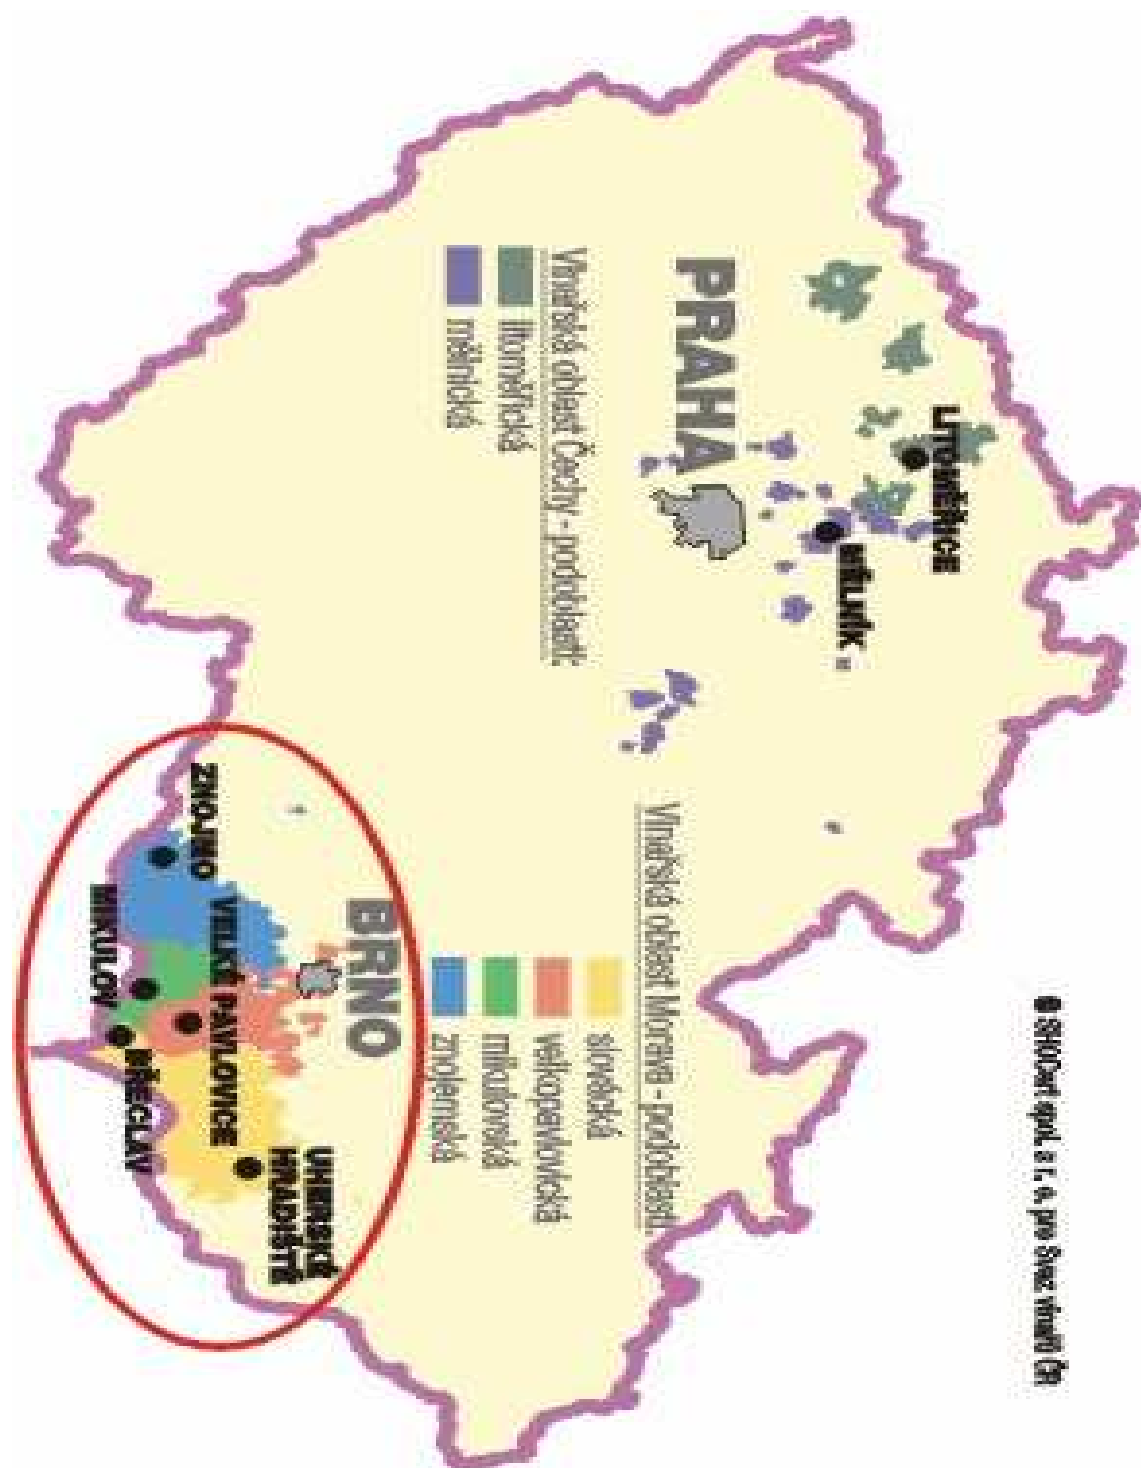 LITOMĚŘICE
MĚLNÍK
PRAHA
Vinařská oblast Čechy - podoblasti:
litoměřická
mělnická
Vinařská oblast Morava - podoblasti:
slovácká
velkopavlovická
mikulovská
znojemská
BRNO
ZNOJMO
VELKÉ PAVLOVICE
MIKULOV
BŘECLAV
UHERSKÉ
HRADIŠTĚ
© SHOCart spol. s r. o. pro Svaz vinařů ČR